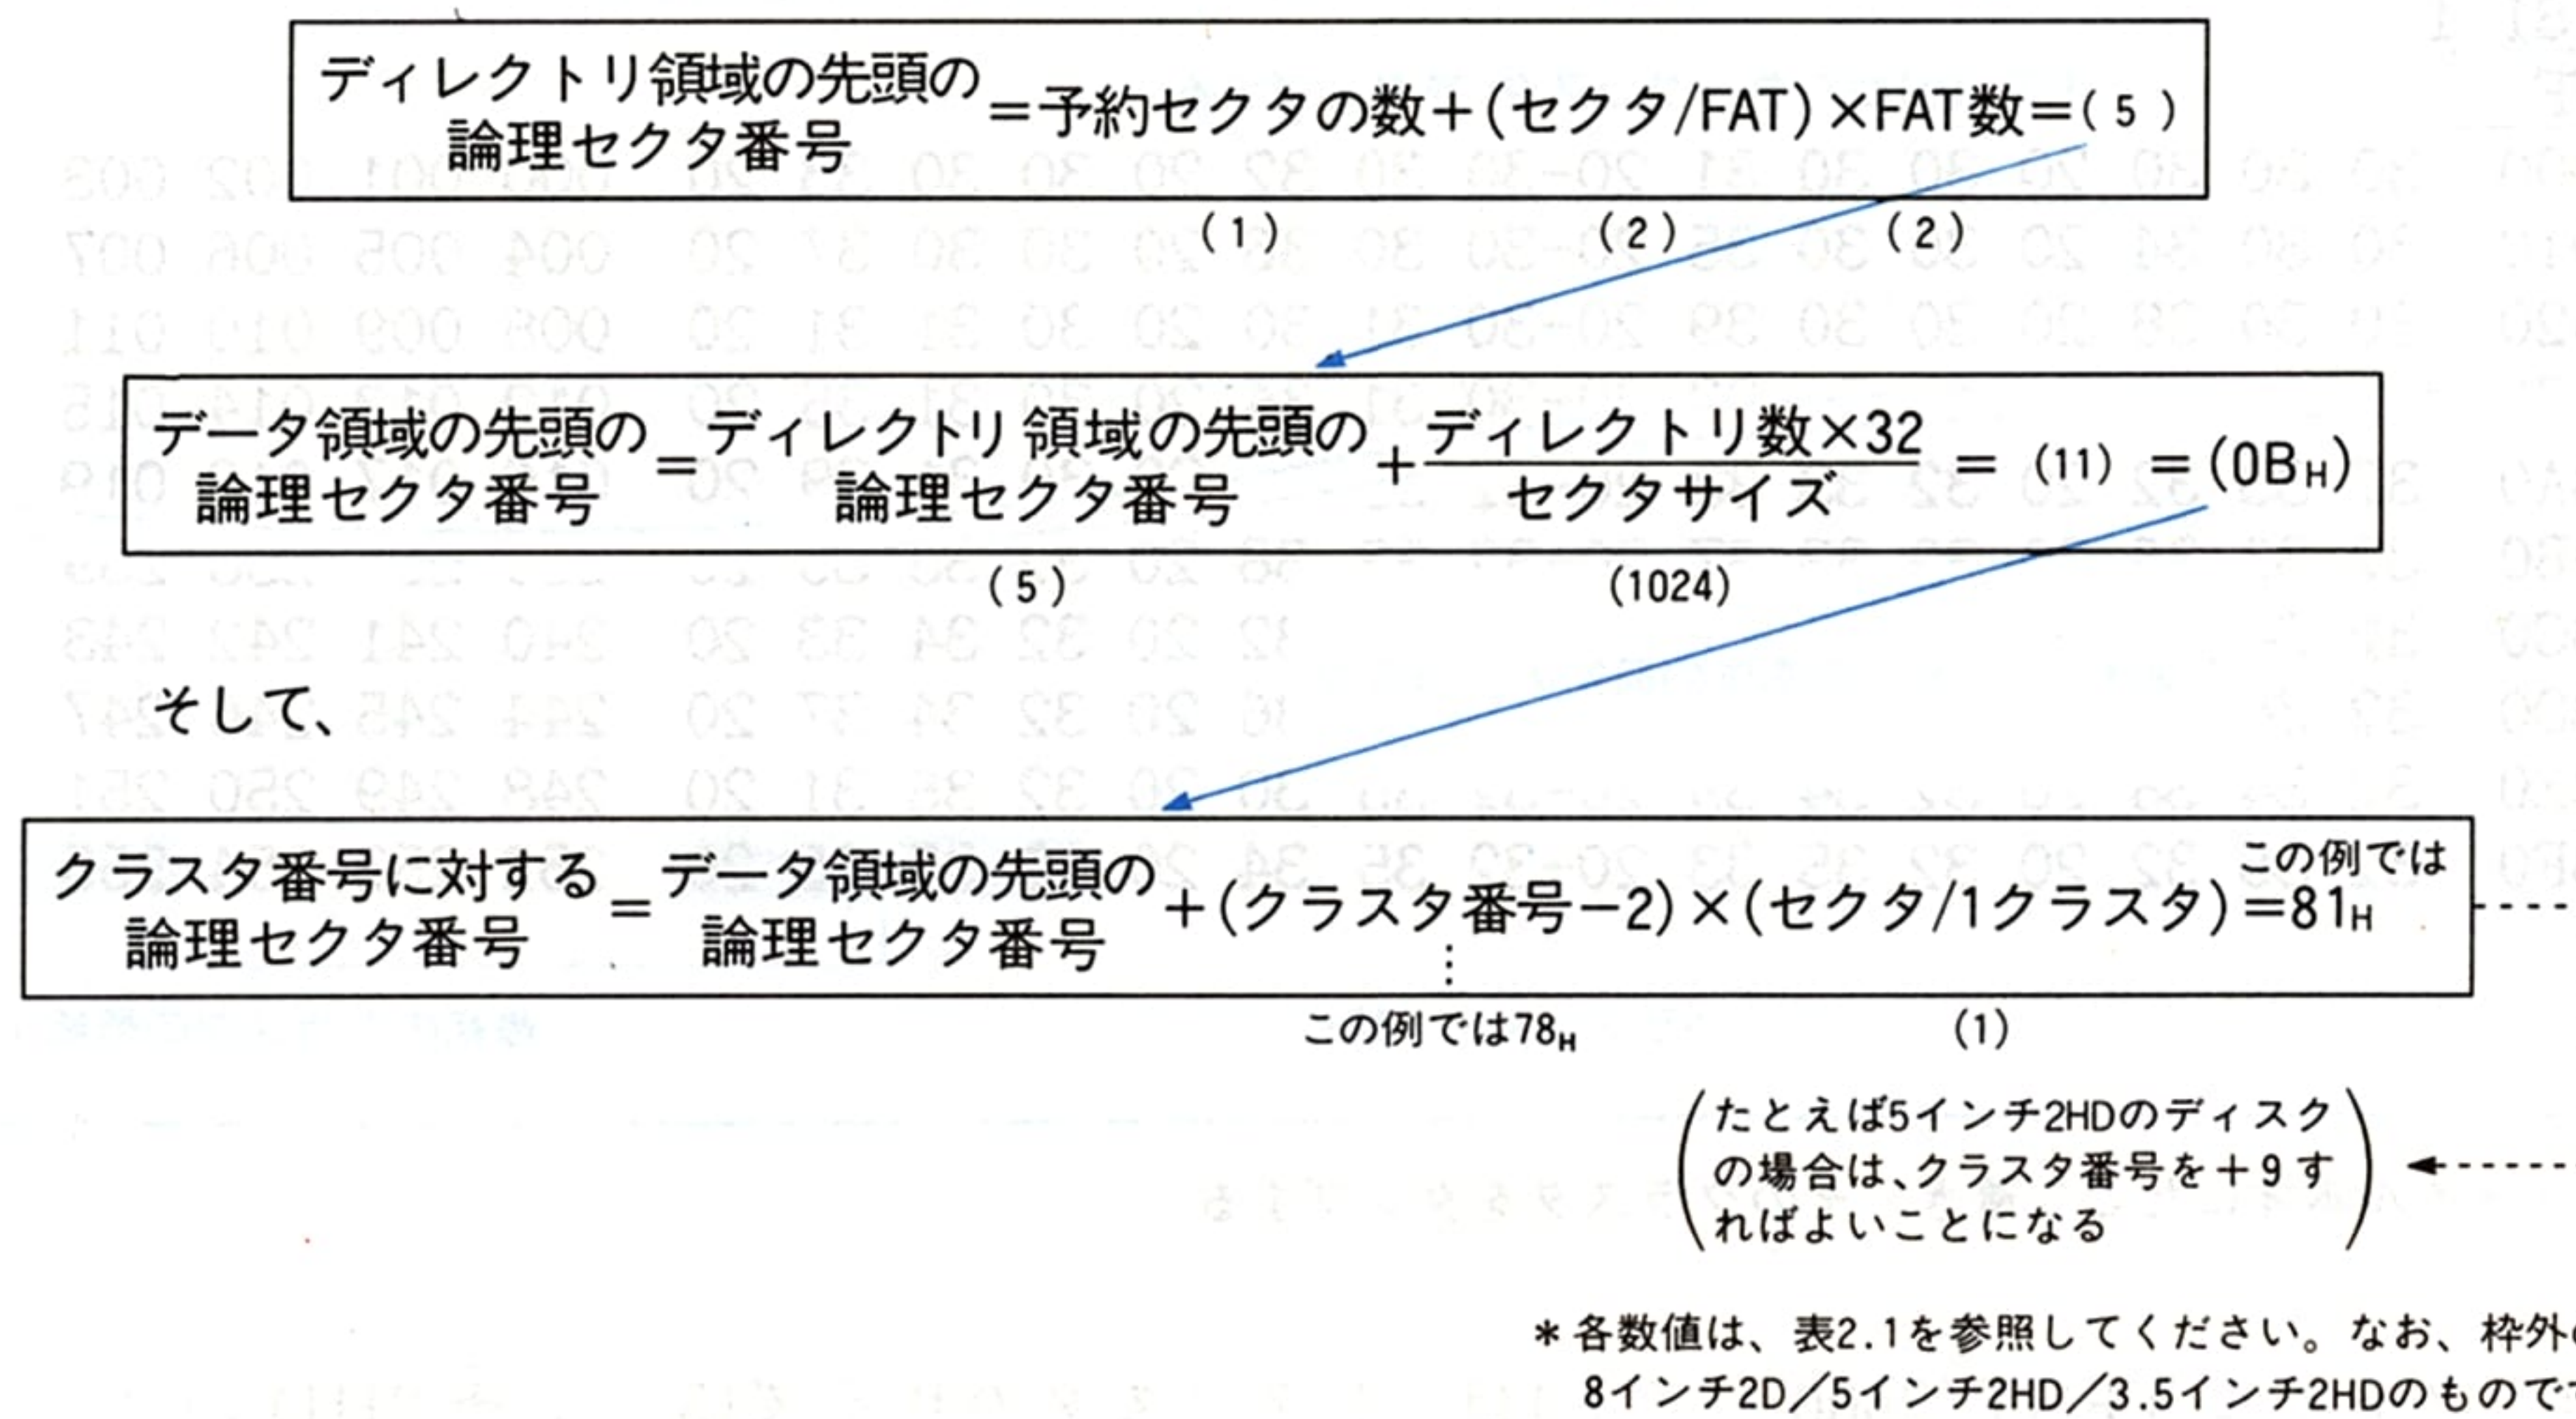 ディレクトリ領域の先頭の論理セクタ番号=予約セクタの数+(セクタ/FAT)×FAT数=(5)
(1) (2) (2)
データ領域の先頭の論理セクタ番号=ディレクトリ領域の先頭の論理セクタ番号+ディレクトリ数×32/セクタサイズ=(11)=(0BH)
(5) (1024)
そして、
クラスタ番号に対する論理セクタ番号=データ領域の先頭の論理セクタ番号+(クラスタ番号-2)×(セクタ/1クラスタ)=81H
この例では
この例では78H (1)
(たとえば5インチ2HDのディスク
の場合は、クラスタ番号を+9す
ればよいことになる)
*各数値は、表2.1を参照してください。なお、枠外
8インチ2D/5インチ2HD/3.5インチ2HDのもので